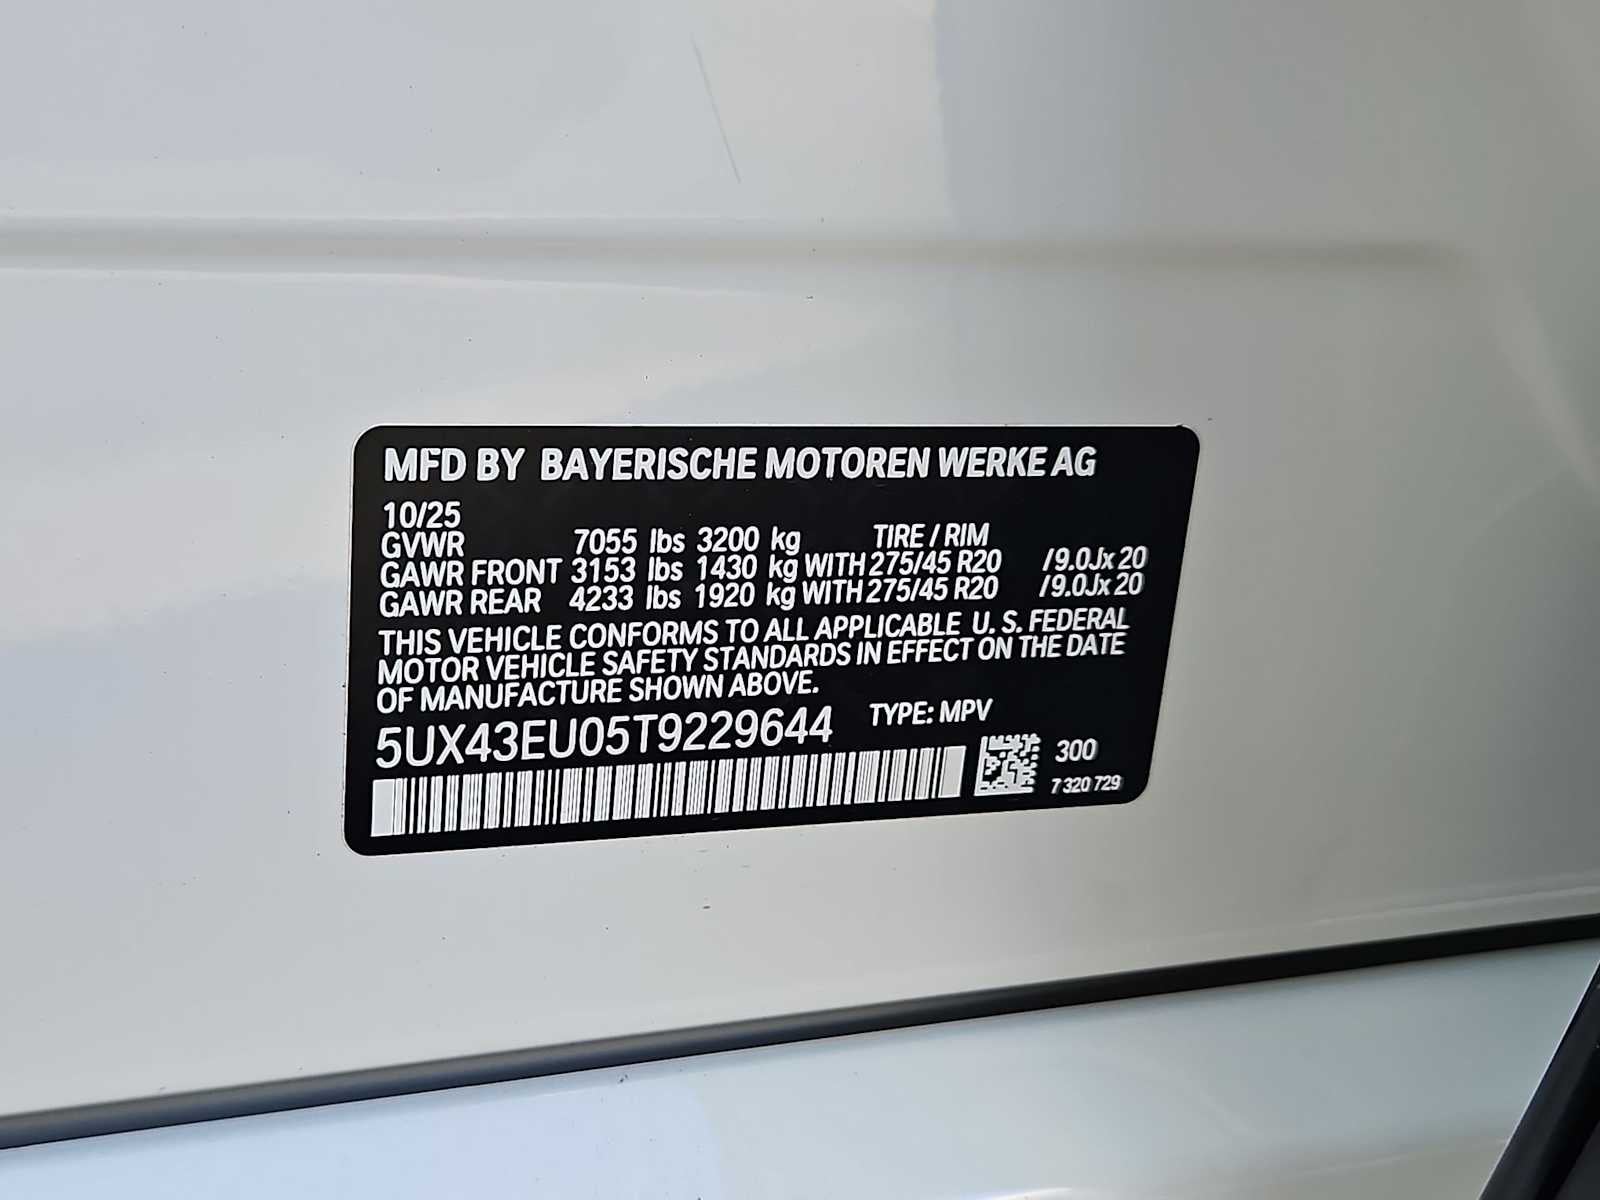 MFD BY BAYERISCHE MOTOREN WERKE AG
10/25
GVWR 7055 lbs 3200 kg TIRE / RIM
GAWR FRONT 3153 lbs 1430 kg WITH 275/45 R20 /9.0Jx 20
GAWR REAR 4233 lbs 1920 kg WITH 275/45 R20 /9.0Jx 20
THIS VEHICLE CONFORMS TO ALL APPLICABLE U. S. FEDERAL
MOTOR VEHICLE SAFETY STANDARDS IN EFFECT ON THE DATE
OF MANUFACTURE SHOWN ABOVE.
5UX43EU05T9229644 TYPE: MPV
300
7 320 729